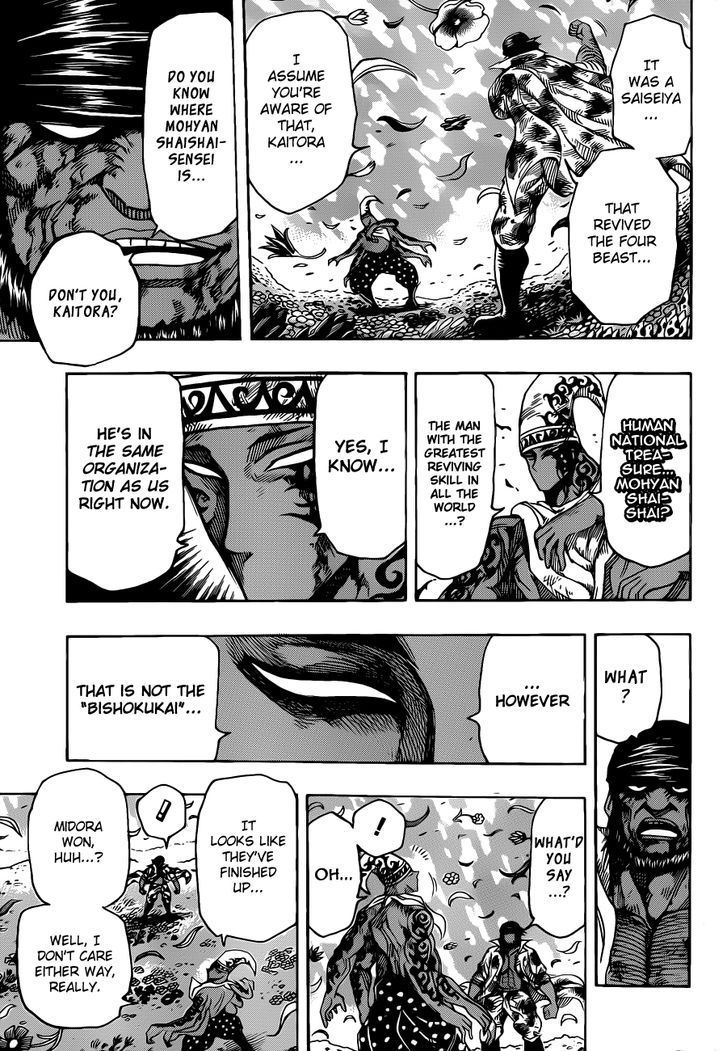 IT
WAS A
SAISEIYA
...
THAT
REVIVED
THE FOUR
BEAST...
I
ASSUME
YOU'RE
AWARE OF
THAT,
KAITORA
...
DO YOU
KNOW
WHERE
MOHYAN
SHAISHAI-
SENSEI
IS...
DON'T YOU,
KAITORA?
HUMAN
NATIONAL
TREA-
SURE...
MOHYAN
SHAI-
SHAI?
THE MAN
WITH THE
GREATEST
REVIVING
SKILL IN
ALL THE
WORLD
...?
YES, I
KNOW...
HE'S IN
THE SAME
ORGANIZA-
TION AS US
RIGHT NOW.
WHAT
?
...
HOWEVER
THAT IS NOT THE
"BISHOKUKAI"...
WHAT'D
YOU
SAY
...?
!
OH...
IT
LOOKS LIKE
THEY'VE
FINISHED
UP...
!
MIDORA
WON,
HUH...?
WELL, I
DON'T CARE
EITHER WAY,
REALLY.